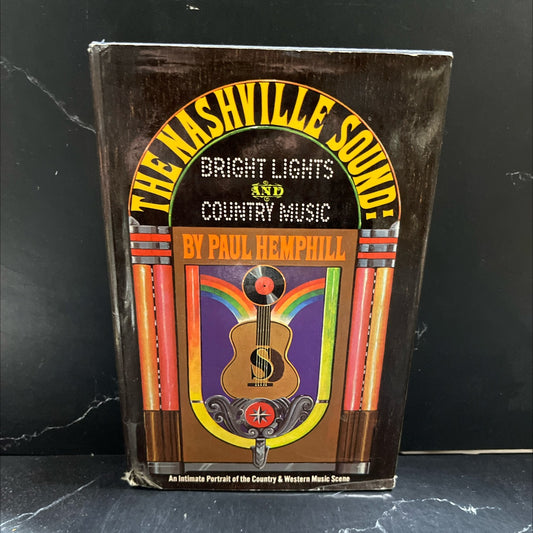 THE NASHVILLE SOUND:
BRIGHT LIGHTS
AND
COUNTRY MUSIC
BY PAUL HEMPHILL
An Intimate Portrait of the Country & Western Music Scene